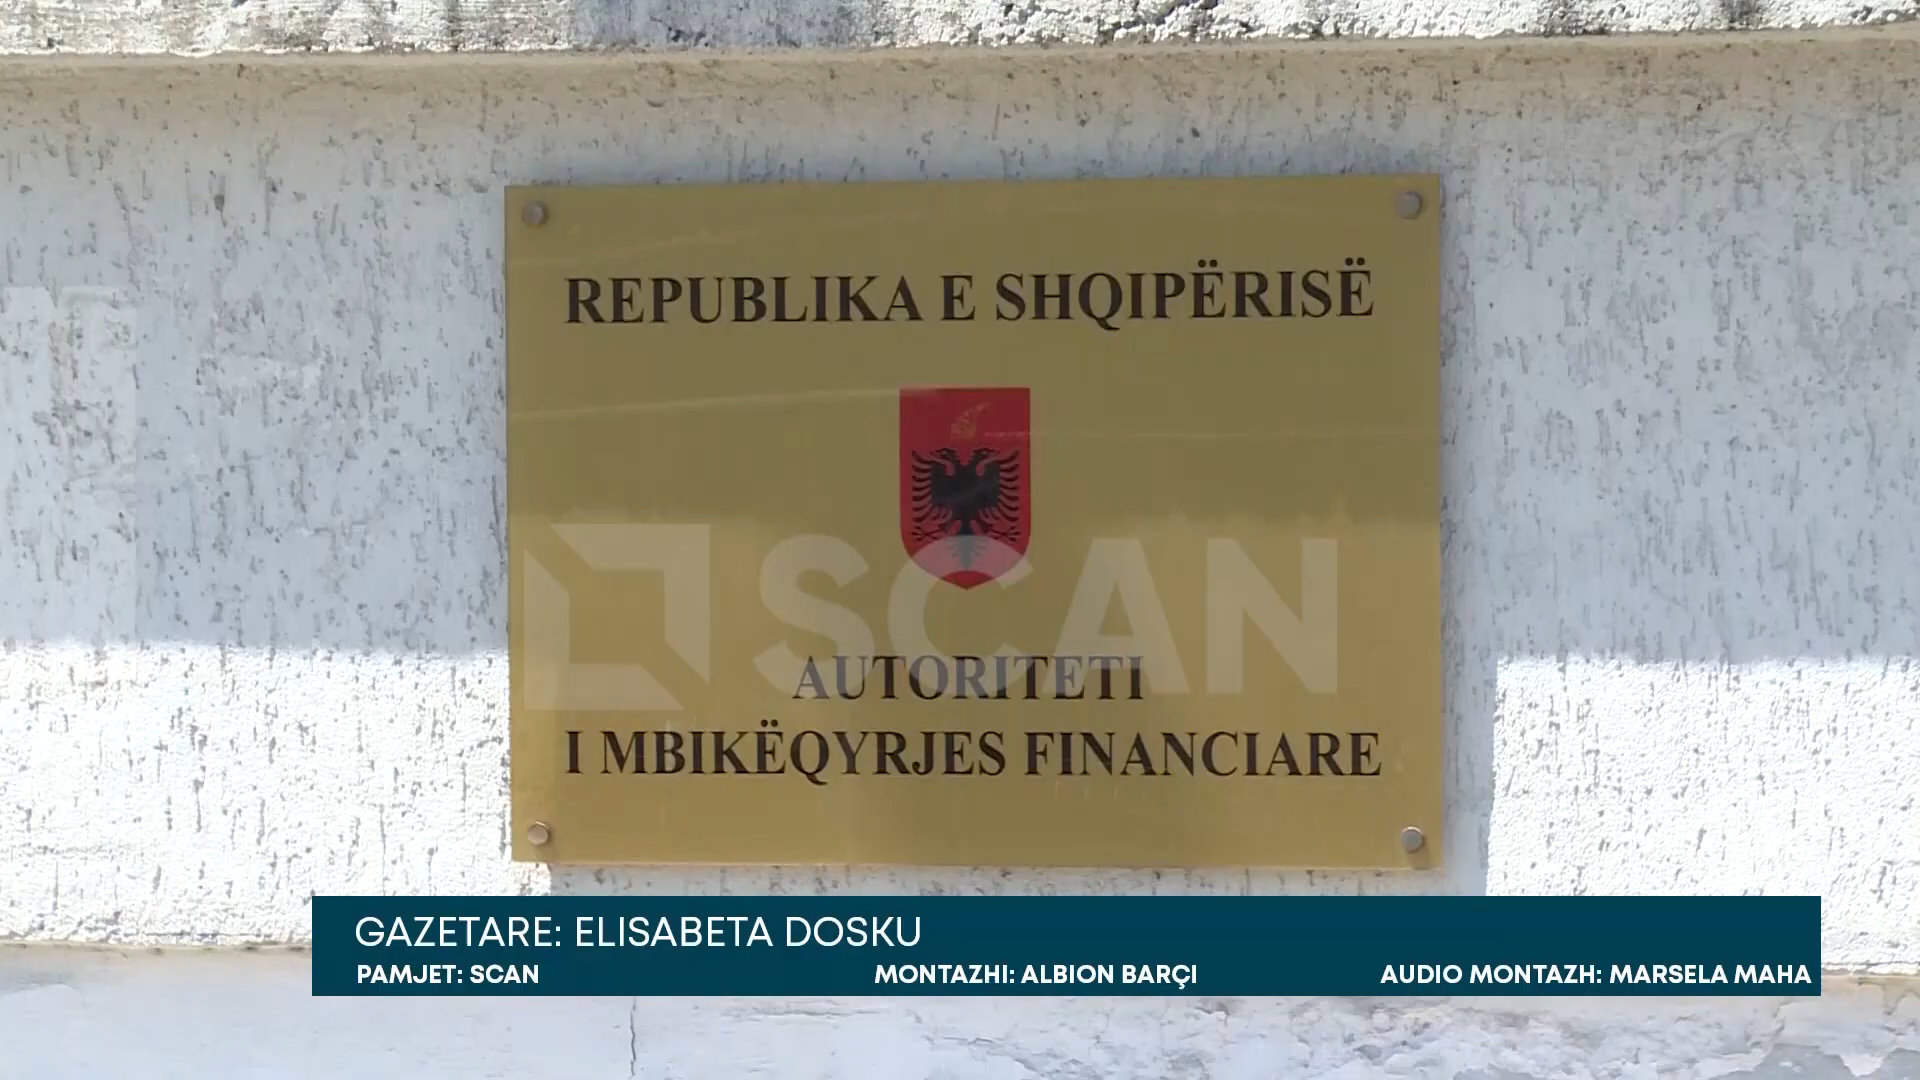 REPUBLIKA E SHQIPËRISË
SCAN
AUTORITETI
I MBIKËQYRJES FINANCIARE
GAZETARE: ELISABETA DOSKU
PAMJET: SCAN
MONTAZHI: ALBION BARÇI
AUDIO MONTAZH: MARSELA MAHA